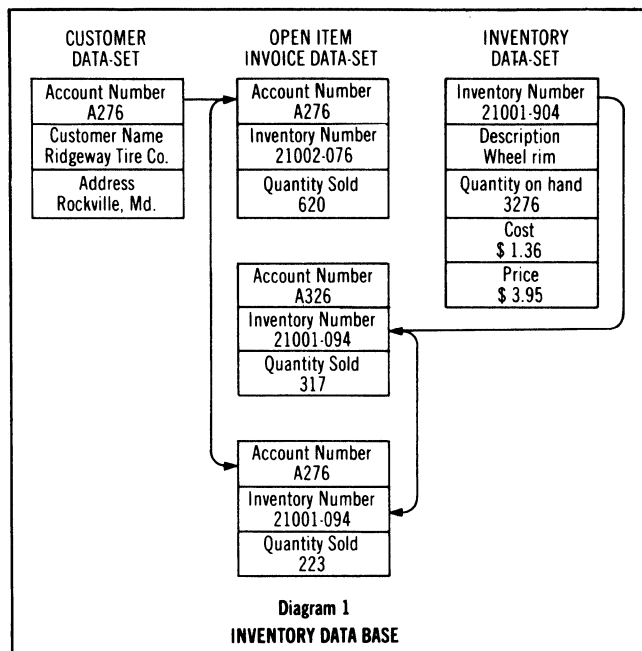 CUSTOMER
DATA-SET
Account Number
A276
Customer Name
Ridgeway Tire Co.
Address
Rockville, Md.
OPEN ITEM
INVOICE DATA-SET
Account Number
A276
Inventory Number
21002-076
Quantity Sold
620
Account Number
A326
Inventory Number
21001-094
Quantity Sold
317
Account Number
A276
Inventory Number
21001-094
Quantity Sold
223
INVENTORY
DATA-SET
Inventory Number
21001-904
Description
Wheel rim
Quantity on hand
3276
Cost
$ 1.36
Price
$ 3.95
Diagram 1
INVENTORY DATA BASE